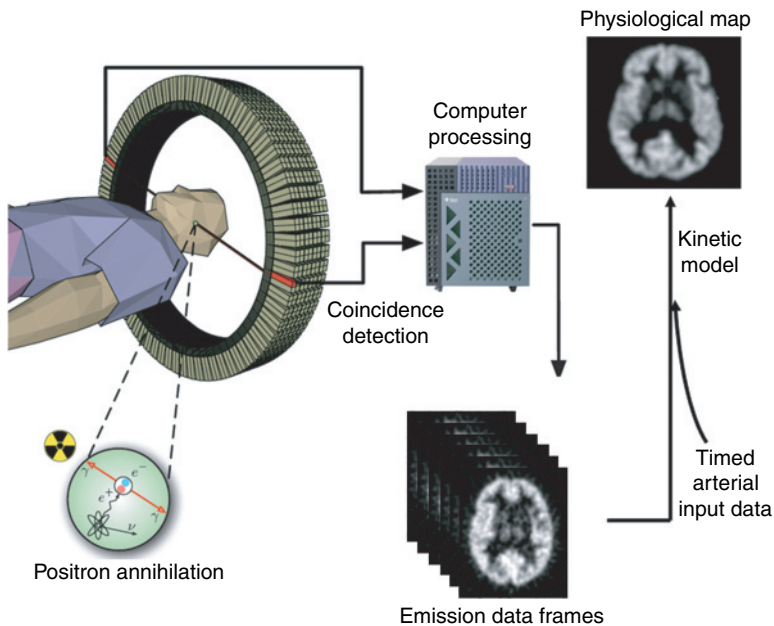 Physiological map
Computer
processing
Kinetic
model
Coincidence
detection
γ
e⁻
e⁺
γ
ν
Timed
arterial
input data
Positron annihilation
Emission data frames